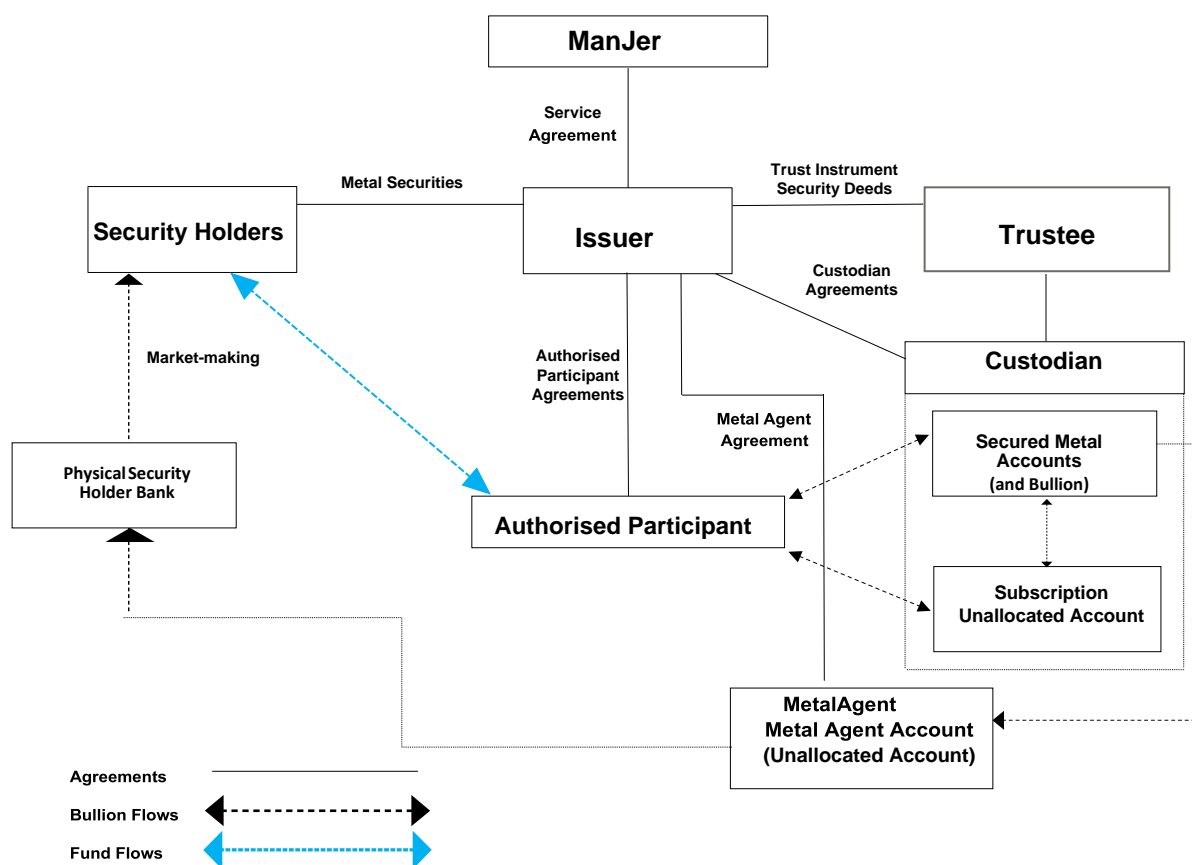 ManJer
Service
Agreement
Trust Instrument
Security Deeds
Metal Securities
Security Holders
Issuer
Trustee
Custodian
Agreements
Market-making
Authorised
Participant
Agreements
Custodian
Metal Agent
Agreement
Secured Metal
Accounts
(and Bullion)
Physical Security
Holder Bank
Authorised Participant
Subscription
Unallocated Account
MetalAgent
Metal Agent Account
(Unallocated Account)
Agreements
Bullion Flows
Fund Flows